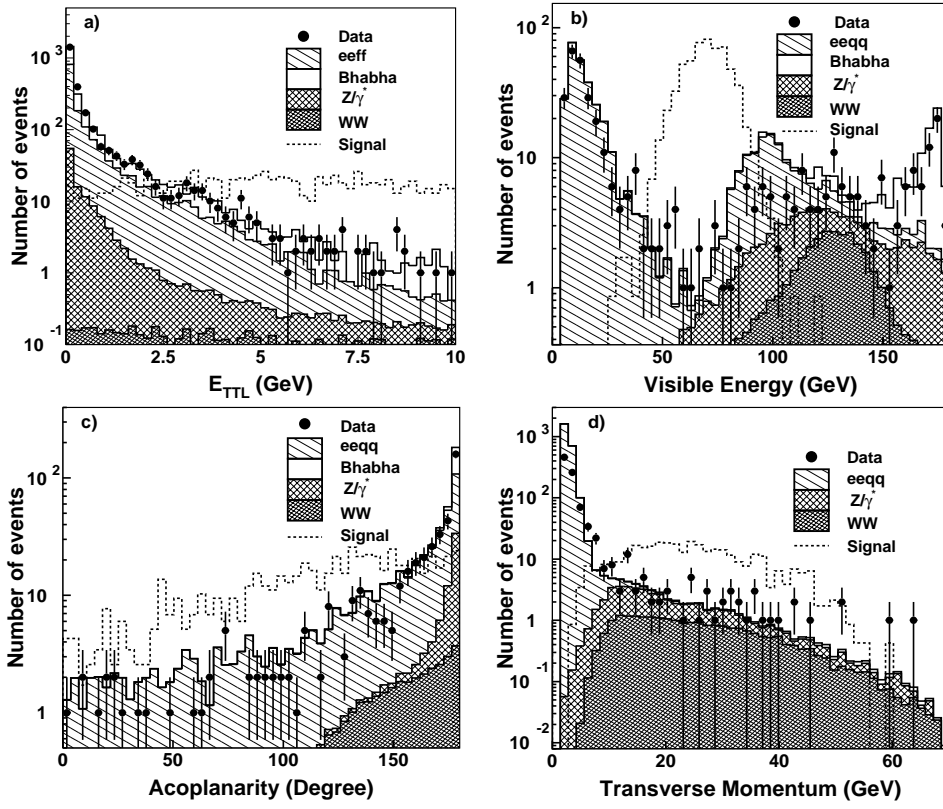 a)
Data
eeff
Bhabha
Z/γ*
WW
Signal
Number of events
10³
10²
10
1
10⁻¹
0 2.5 5 7.5 10
E_TTL (GeV)
b)
Data
eeqq
Bhabha
Z/γ*
WW
Signal
Number of events
10²
10
1
0 50 100 150
Visible Energy (GeV)
c)
Data
eeqq
Bhabha
Z/γ*
WW
Signal
Number of events
10²
10
1
0 50 100 150
Acoplanarity (Degree)
d)
Data
eeqq
Z/γ*
WW
Signal
Number of events
10³
10²
10
1
10⁻¹
10⁻²
0 20 40 60
Transverse Momentum (GeV)